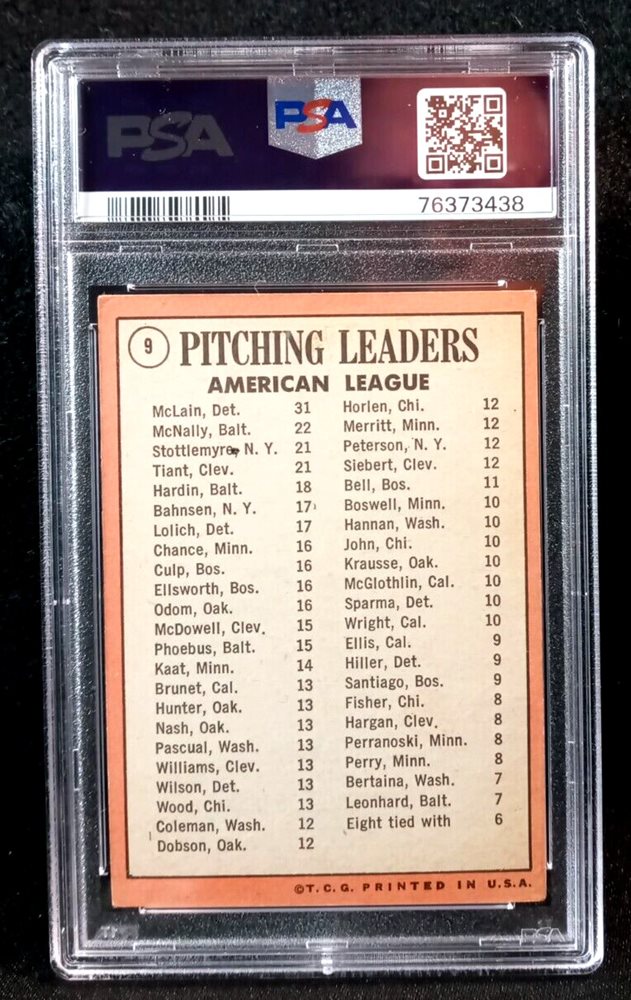 PSA
PSA
76373438
9 PITCHING LEADERS
AMERICAN LEAGUE
McLain, Det. 31
McNally, Balt. 22
Stottlemyre, N. Y. 21
Tiant, Clev. 21
Hardin, Balt. 18
Bahnsen, N. Y. 17
Lolich, Det. 17
Chance, Minn. 16
Culp, Bos. 16
Ellsworth, Bos. 16
Odom, Oak. 16
McDowell, Clev. 15
Phoebus, Balt. 15
Kaat, Minn. 14
Brunet, Cal. 13
Hunter, Oak. 13
Nash, Oak. 13
Pascual, Wash. 13
Williams, Clev. 13
Wilson, Det. 13
Wood, Chi. 13
Coleman, Wash. 12
Dobson, Oak. 12
Horlen, Chi. 12
Merritt, Minn. 12
Peterson, N. Y. 12
Siebert, Clev. 12
Bell, Bos. 11
Boswell, Minn. 10
Hannan, Wash. 10
John, Chi. 10
Krausse, Oak. 10
McGlothlin, Cal. 10
Sparma, Det. 10
Wright, Cal. 10
Ellis, Cal. 9
Hiller, Det. 9
Santiago, Bos. 9
Fisher, Chi. 8
Hargan, Clev. 8
Perranoski, Minn. 8
Perry, Minn. 8
Bertaina, Wash. 7
Leonhard, Balt. 7
Eight tied with 6
©T.C.G. PRINTED IN U.S.A.
PSA